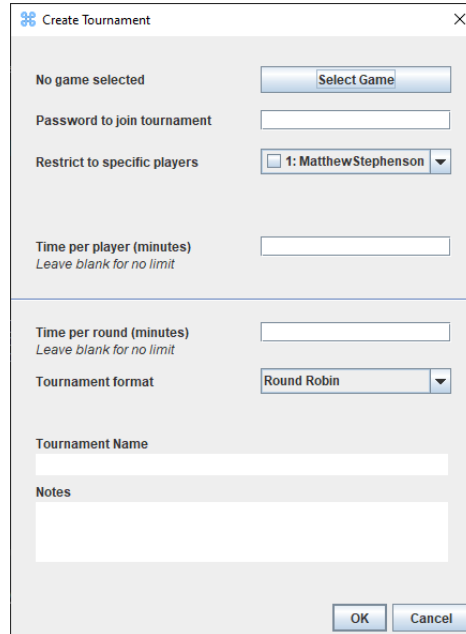 Create Tournament
No game selected
Select Game
Password to join tournament
Restrict to specific players
1: MatthewStephenson
Time per player (minutes)
Leave blank for no limit
Time per round (minutes)
Leave blank for no limit
Tournament format
Round Robin
Tournament Name
Notes
OK
Cancel